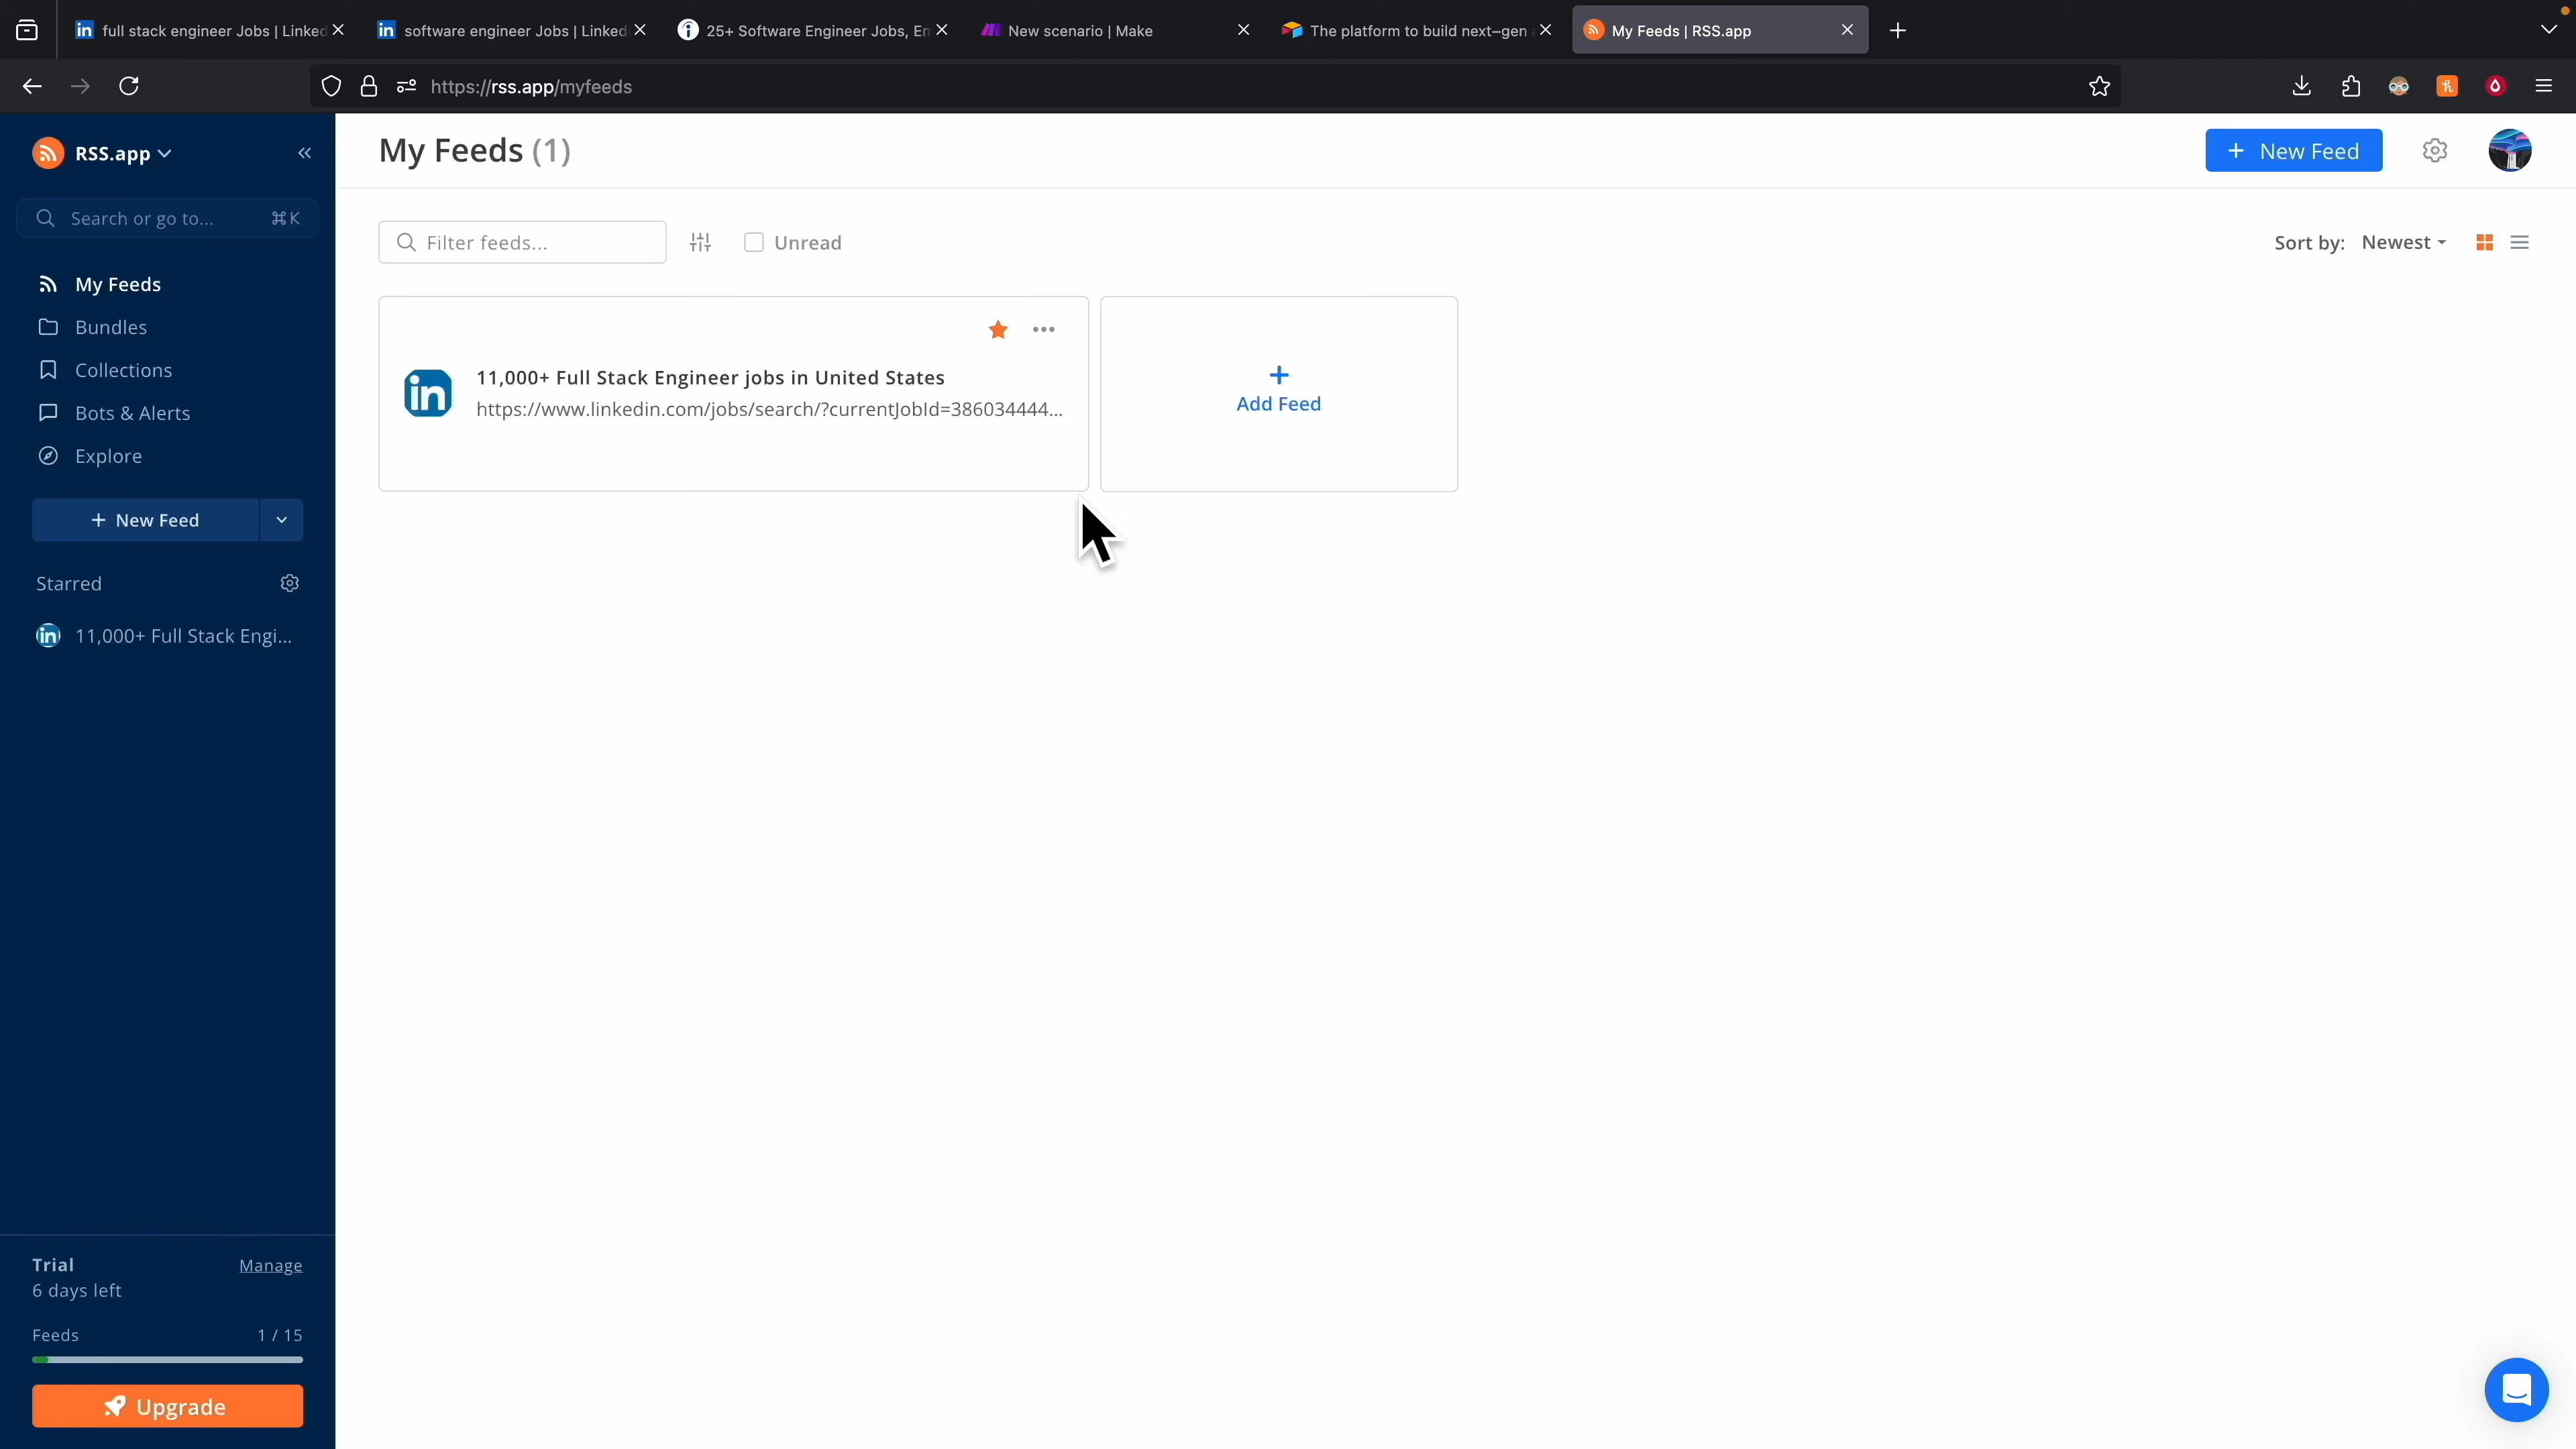 full stack engineer Jobs | Linked
software engineer Jobs | Linked
25+ Software Engineer Jobs, Em
New scenario | Make
The platform to build next–gen a
My Feeds | RSS.app
https://rss.app/myfeeds
RSS.app
Search or go to... ⌘K
My Feeds
Bundles
Collections
Bots & Alerts
Explore
+ New Feed
Starred
11,000+ Full Stack Engi...
Trial Manage
6 days left
Feeds 1 / 15
Upgrade
My Feeds (1)
+ New Feed
Filter feeds...
Unread
Sort by: Newest
11,000+ Full Stack Engineer jobs in United States
https://www.linkedin.com/jobs/search/?currentJobId=386034444...
+
Add Feed